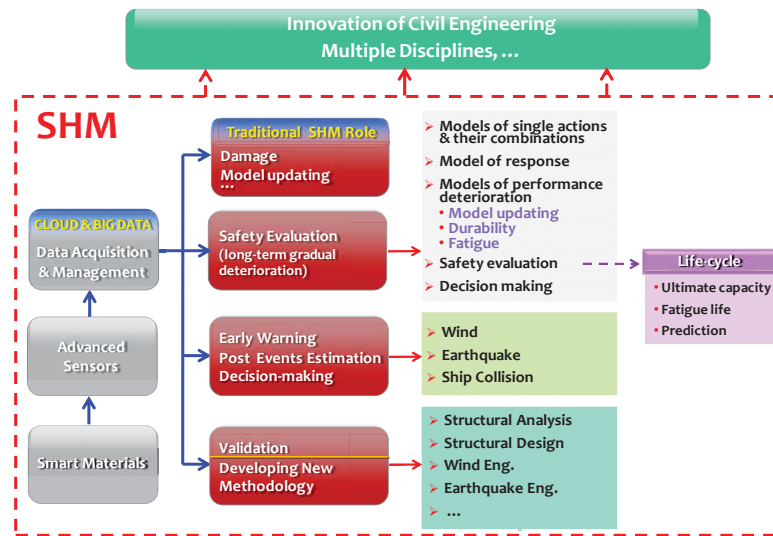 Innovation of Civil Engineering
Multiple Disciplines, ...
SHM
CLOUD & BIG DATA
Data Acquisition
& Management
Advanced
Sensors
Smart Materials
Traditional SHM Role
Damage
Model updating
...
Safety Evaluation
(long-term gradual
deterioration)
Early Warning
Post Events Estimation
Decision-making
Validation
Developing New
Methodology
➢ Models of single actions
& their combinations
➢ Model of response
➢ Models of performance
deterioration
• Model updating
• Durability
• Fatigue
➢ Safety evaluation
➢ Decision making
➢ Wind
➢ Earthquake
➢ Ship Collision
➢ Structural Analysis
➢ Structural Design
➢ Wind Eng.
➢ Earthquake Eng.
➢ ...
Life-cycle
• Ultimate capacity
• Fatigue life
• Prediction